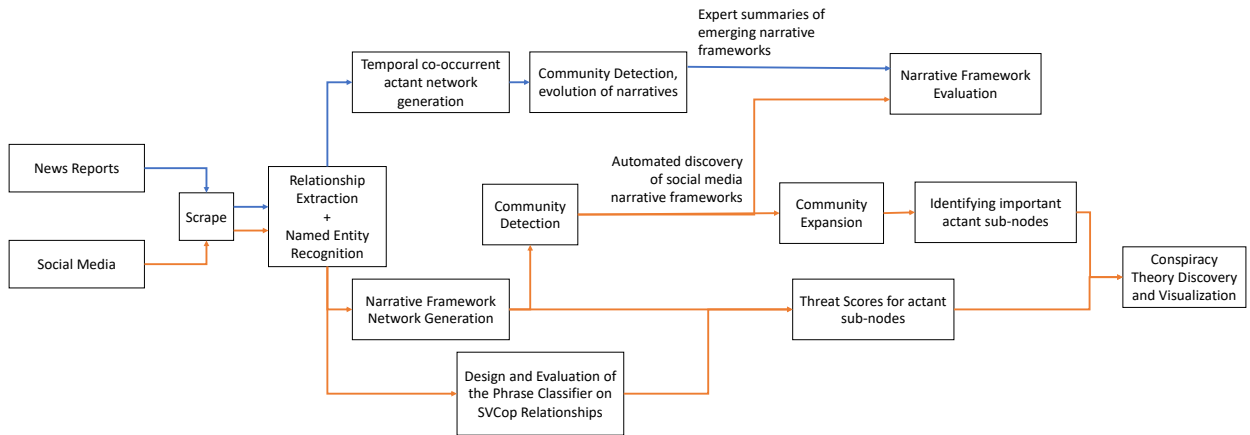 Expert summaries of
emerging narrative
frameworks
Temporal co-occurrent
actant network
generation
Community Detection,
evolution of narratives
Narrative Framework
Evaluation
News Reports
Social Media
Scrape
Relationship
Extraction
+
Named Entity
Recognition
Automated discovery
of social media
narrative frameworks
Community
Detection
Community
Expansion
Identifying important
actant sub-nodes
Narrative Framework
Network Generation
Threat Scores for actant
sub-nodes
Conspiracy
Theory Discovery
and Visualization
Design and Evaluation of
the Phrase Classifier on
SVCop Relationships